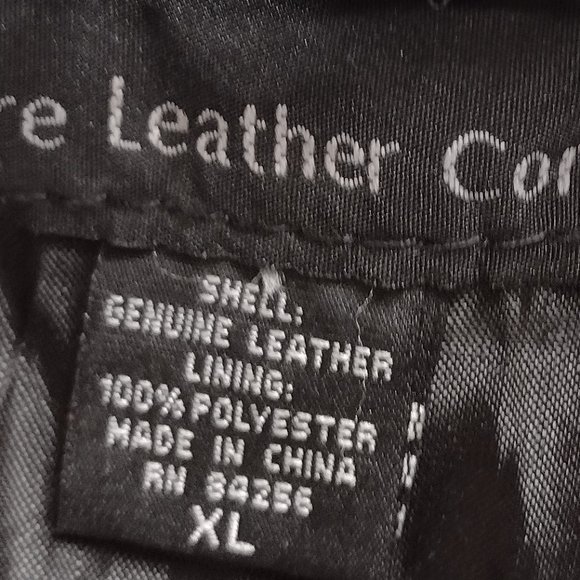 re Leather Co
SHELL:
GENUINE LEATHER
LINING:
100% POLYESTER
MADE IN CHINA
RN 84256
XL